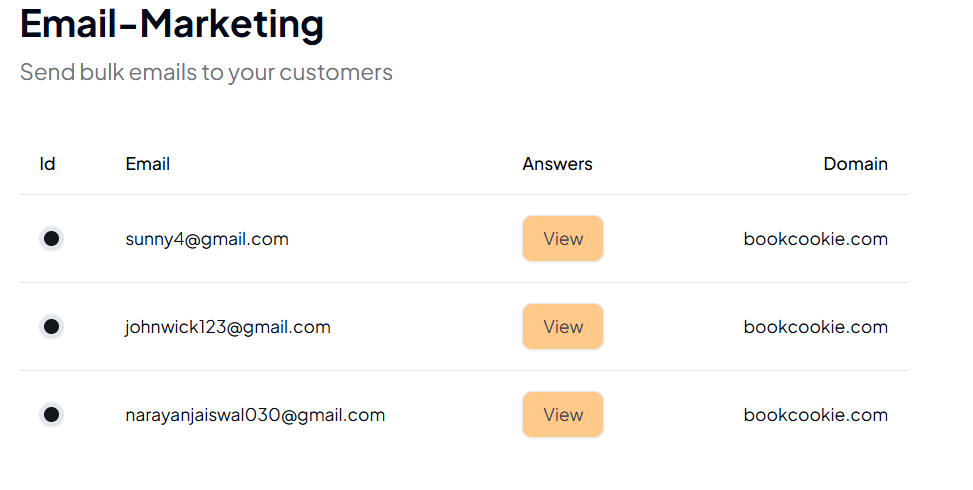 Email-Marketing
Send bulk emails to your customers
Id Email Answers Domain
sunny4@gmail.com View bookcookie.com
johnwick123@gmail.com View bookcookie.com
narayanjaiswal030@gmail.com View bookcookie.com